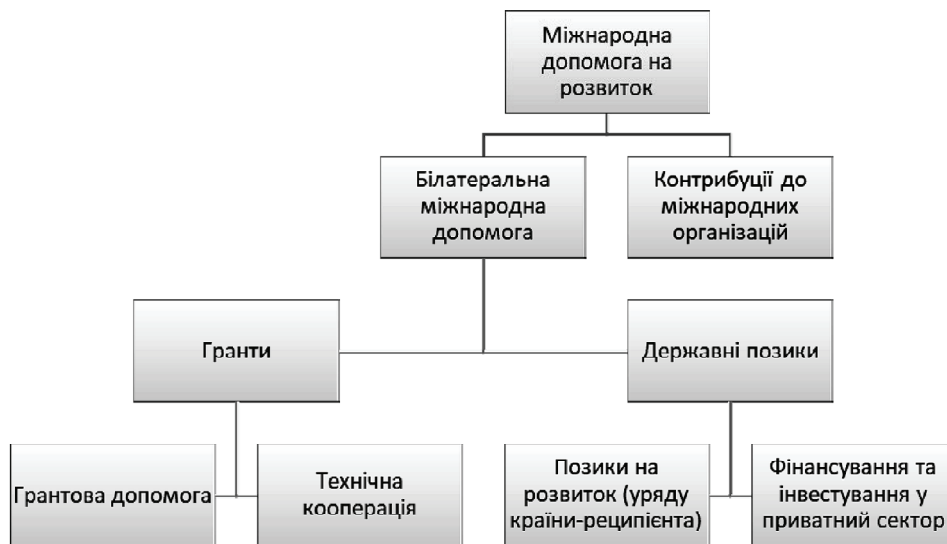 Міжнародна
допомога на
розвиток
Білатеральна
міжнародна
допомога
Контрибуції до
міжнародних
організацій
Гранти
Державні позики
Грантова допомога
Технічна
кооперація
Позики на
розвиток (уряду
країни-реципієнта)
Фінансування та
інвестування у
приватний сектор